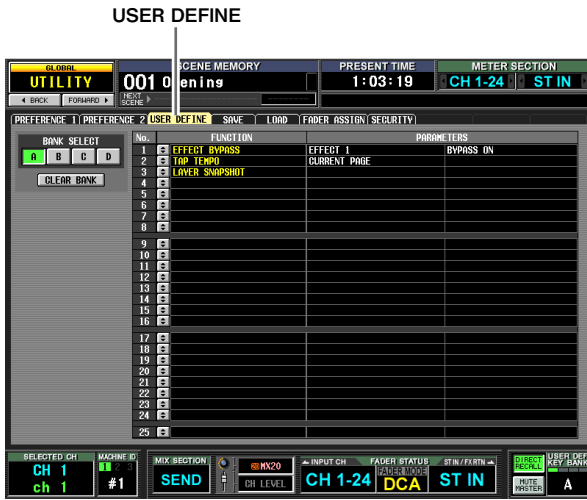 USER DEFINE
GLOBAL
UTILITY
BACK FORWARD
SCENE MEMORY
001 Opening
NEXT SCENE
PRESENT TIME
1:03:19
METER SECTION
CH 1-24 ST IN
PREFERENCE 1 PREFERENCE 2 USER DEFINE SAVE LOAD FADER ASSIGN SECURITY
BANK SELECT
A B C D
CLEAR BANK
No. FUNCTION PARAMETERS
1 EFFECT BYPASS EFFECT 1 BYPASS ON
2 TAP TEMPO CURRENT PAGE
3 LAYER SNAPSHOT
4
5
6
7
8
9
10
11
12
13
14
15
16
17
18
19
20
21
22
23
24
25
SELECTED CH
CH 1
ch 1
MACHINE ID
1 2 3
#1
MIX SECTION
SEND
MX20
CH LEVEL
INPUT CH FADER STATUS ST IN / FX RTN
CH 1-24
FADER MODE
DCA
ST IN
DIRECT RECALL
MUTE MASTER
USER DEF
KEY BANK
A